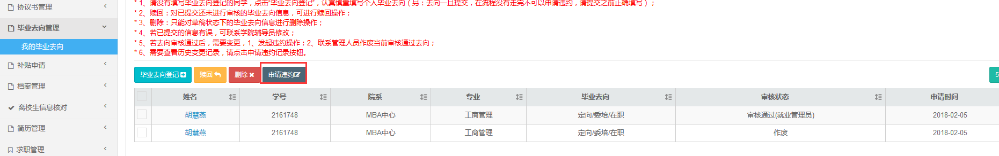 协议书管理
毕业去向管理
我的毕业去向
补贴申请
档案管理
离校生信息核对
简历管理
求职管理
* 1、请没有填写毕业去向登记的同学，点击“毕业去向登记”，认真慎重填写个人毕业去向（另：去向一旦提交，在流程没有走完不可以申请违约，请提交之前正确填写）；
* 2、赎回：对已提交还未进行审核的毕业去向信息，可进行赎回操作；
* 3、删除：只能对草稿状态下的毕业去向信息进行删除操作；
* 4、若已提交的信息有误，可联系学院辅导员修改；
* 5、若去向审核通过后，需要变更，1、发起违约操作；2、联系管理人员作废当前审核通过去向；
* 6、需要查看历史变更记录，请点击申请违约记录按钮。
毕业去向登记 赎回 删除 申请违约 5
姓名 学号 院系 专业 毕业去向 审核状态 申请时间
胡慧燕 2161748 MBA中心 工商管理 定向/委培/在职 审核通过(就业管理员) 2018-02-05
胡慧燕 2161748 MBA中心 工商管理 定向/委培/在职 作废 2018-02-05